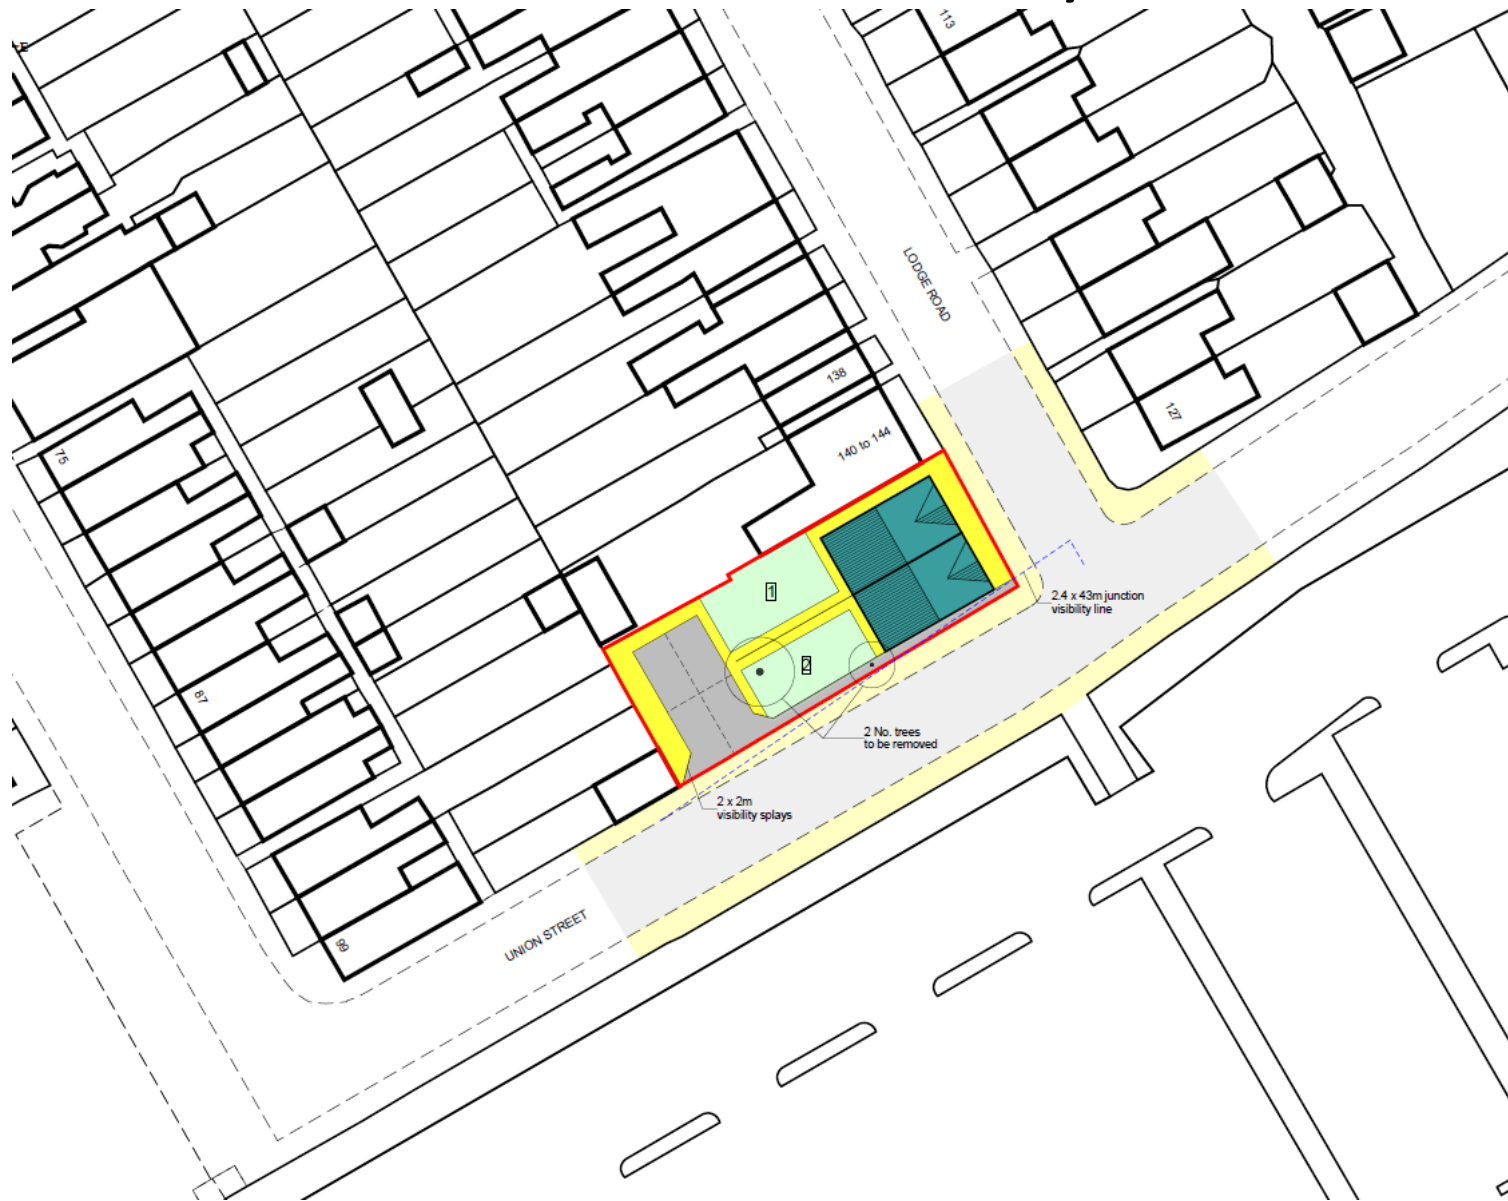 113
LODGE ROAD
138
127
140 to 144
75
1
2.4 x 43m junction
visibility line
2
87
2 No. trees
to be removed
2 x 2m
visibility splays
UNION STREET
99